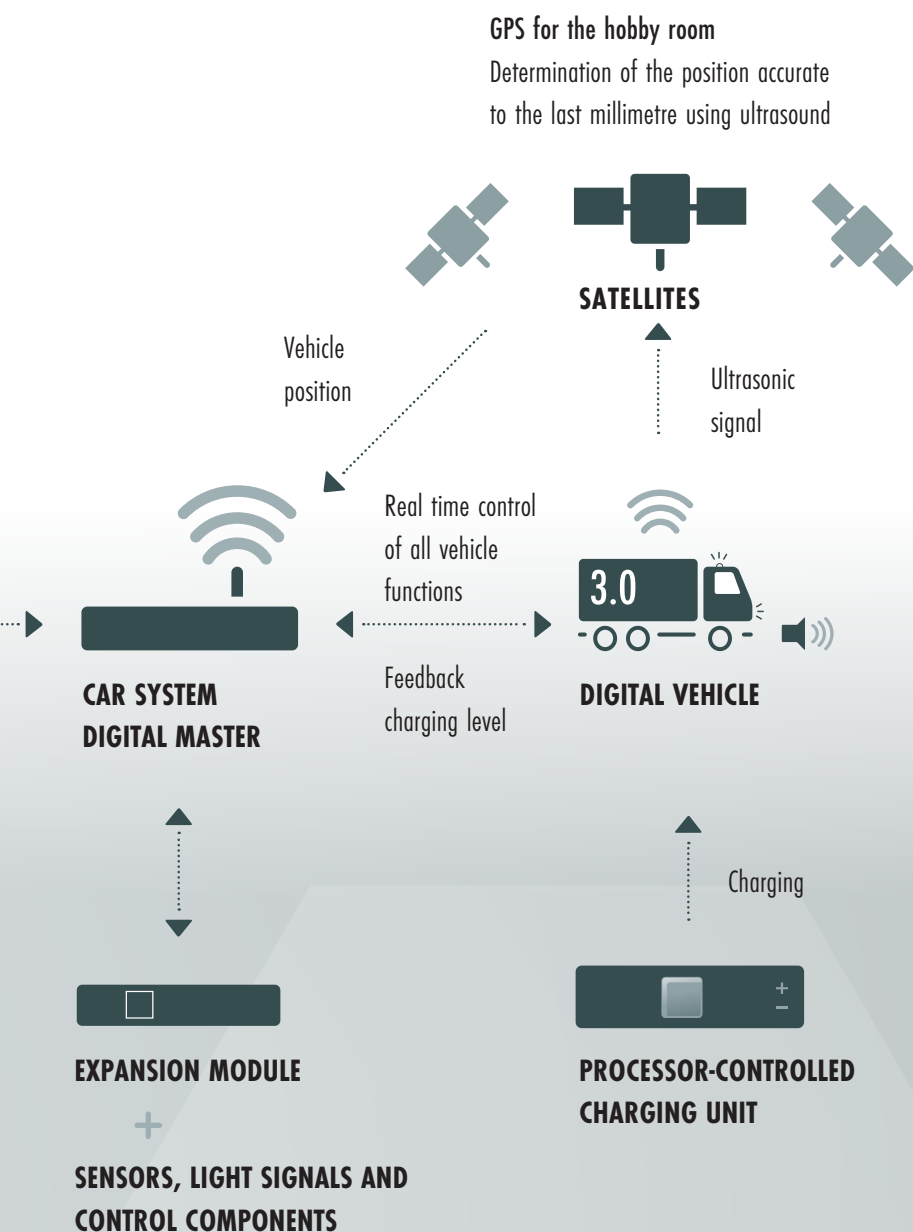 GPS for the hobby room
Determination of the position accurate
to the last millimetre using ultrasound
SATELLITES
Vehicle
position
Ultrasonic
signal
Real time control
of all vehicle
functions
3.0
Feedback
charging level
CAR SYSTEM
DIGITAL MASTER
DIGITAL VEHICLE
Charging
+
−
EXPANSION MODULE
+
SENSORS, LIGHT SIGNALS AND
CONTROL COMPONENTS
PROCESSOR-CONTROLLED
CHARGING UNIT